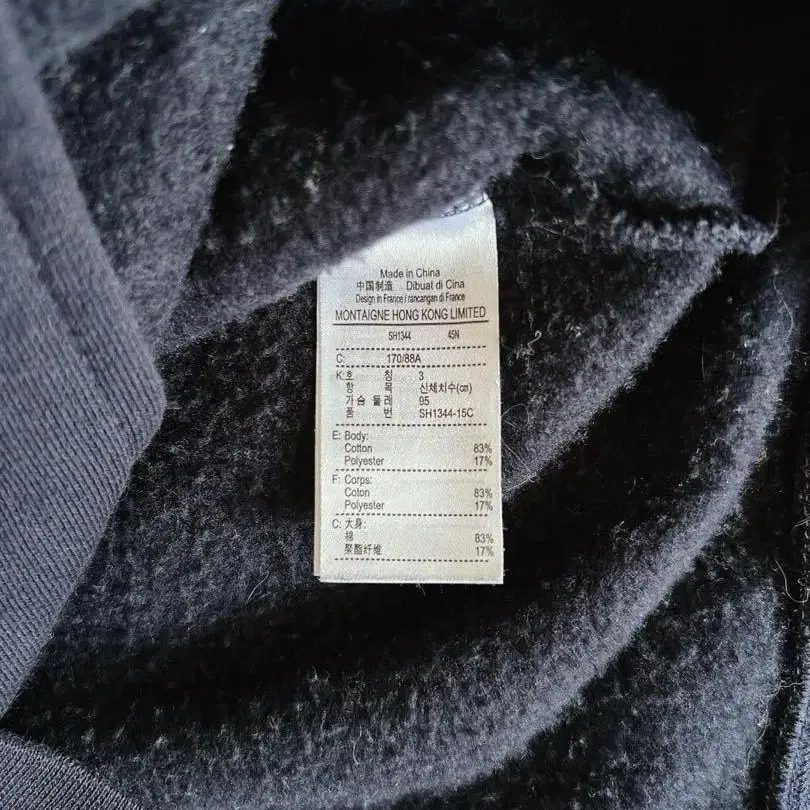 Made in China
中国制造 Dibuat di Cina
Design in France / rancangan di France
MONTAIGNE HONG KONG LIMITED
SH1344 45N
C: 170/88A
K: 호 칭 3
항 목 신체치수(cm)
가슴 둘레 95
품 번 SH1344-15C
E: Body:
Cotton 83%
Polyester 17%
F: Corps:
Coton 83%
Polyester 17%
C: 大身:
棉 83%
聚酯纤维 17%